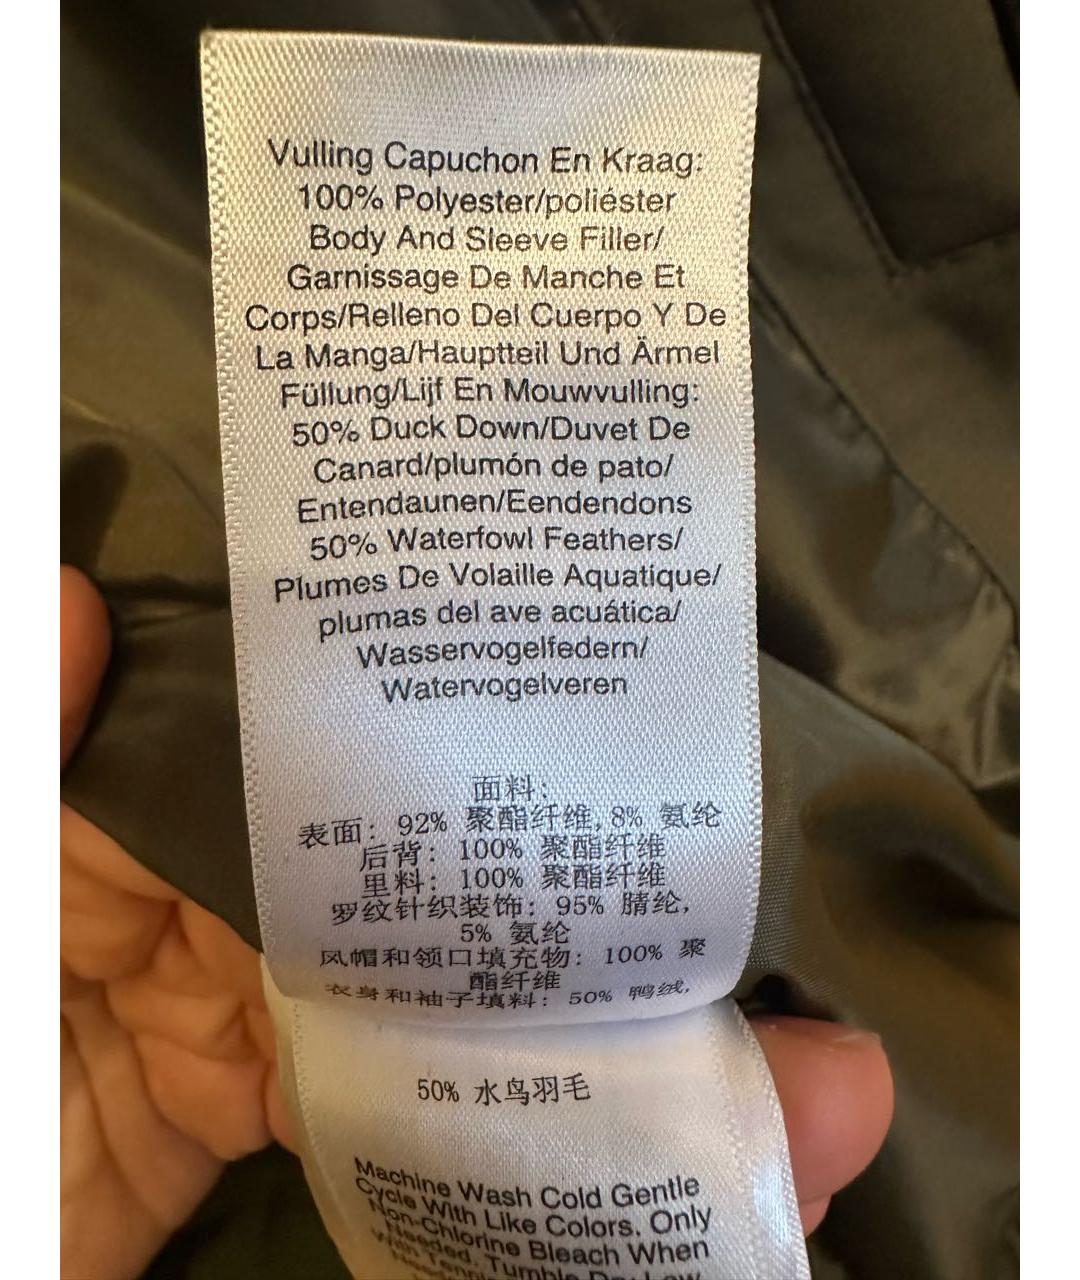 Vulling Capuchon En Kraag:
100% Polyester/poliéster
Body And Sleeve Filler/
Garnissage De Manche Et
Corps/Relleno Del Cuerpo Y De
La Manga/Hauptteil Und Ärmel
Füllung/Lijf En Mouwvulling:
50% Duck Down/Duvet De
Canard/plumón de pato/
Entendaunen/Eendendons
50% Waterfowl Feathers/
Plumes De Volaille Aquatique/
plumas del ave acuática/
Wasservogelfedern/
Watervogelveren
面料:
表面: 92% 聚酯纤维, 8% 氨纶
后背: 100% 聚酯纤维
里料: 100% 聚酯纤维
罗纹针织装饰: 95% 腈纶,
5% 氨纶
风帽和领口填充物: 100% 聚
酯纤维
衣身和袖子填料: 50% 鸭绒,
50% 水鸟羽毛
Machine Wash Cold Gentle
Cycle With Like Colors. Only
Non-Chlorine Bleach When
Needed. Tumble Dry Low